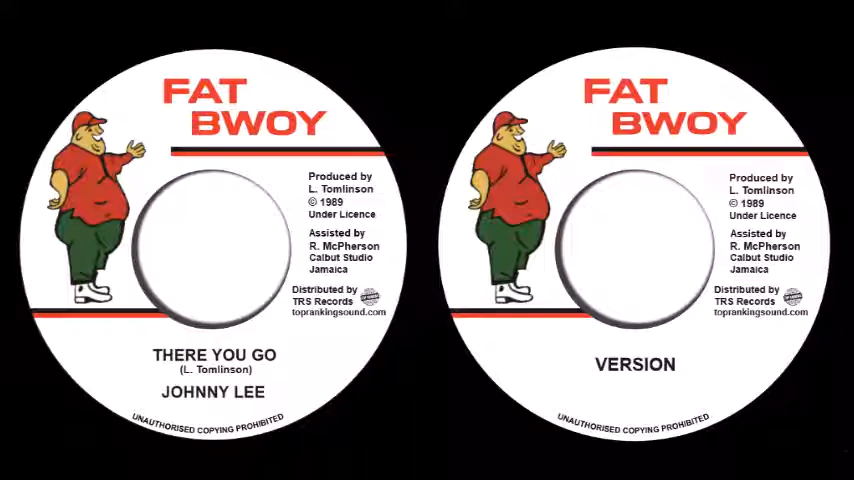 FAT
BWOY
Produced by
L. Tomlinson
© 1989
Under Licence
Assisted by
R. McPherson
Calbut Studio
Jamaica
Distributed by
TRS Records
toprankingsound.com
THERE YOU GO
(L. Tomlinson)
JOHNNY LEE
UNAUTHORISED COPYING PROHIBITED
FAT
BWOY
Produced by
L. Tomlinson
© 1989
Under Licence
Assisted by
R. McPherson
Calbut Studio
Jamaica
Distributed by
TRS Records
toprankingsound.com
VERSION
UNAUTHORISED COPYING PROHIBITED